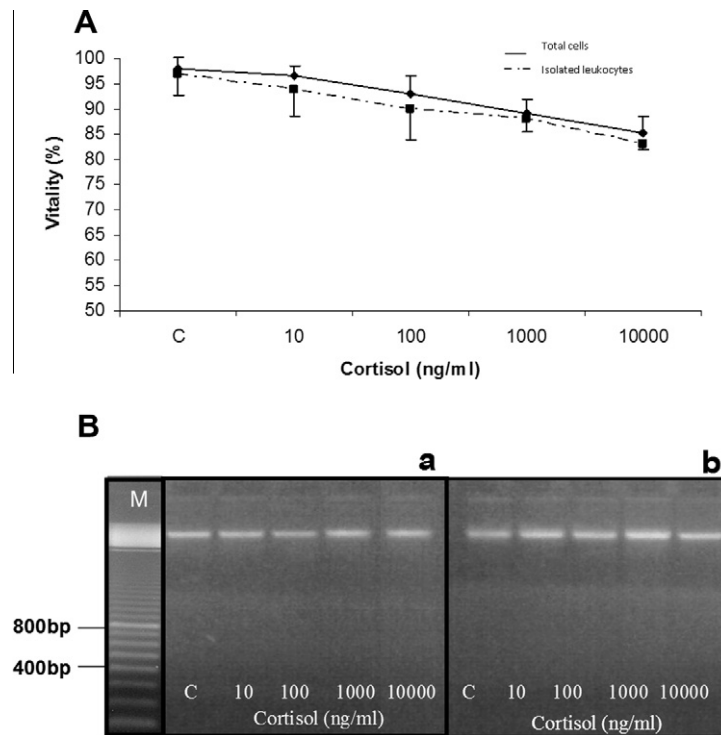 A
Total cells
Isolated leukocytes
100
95
90
85
80
75
70
65
60
55
50
Vitality (%)
C 10 100 1000 10000
Cortisol (ng/ml)
B
a b
M
800bp
400bp
C 10 100 1000 10000
Cortisol (ng/ml)
C 10 100 1000 10000
Cortisol (ng/ml)